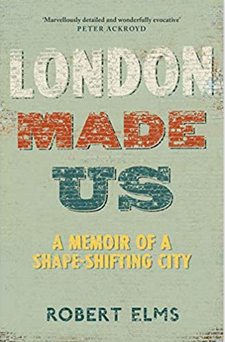 'Marvellously detailed and wonderfully evocative'
PETER ACKROYD
LONDON
MADE
US
A MEMOIR OF A
SHAPE-SHIFTING CITY
ROBERT ELMS